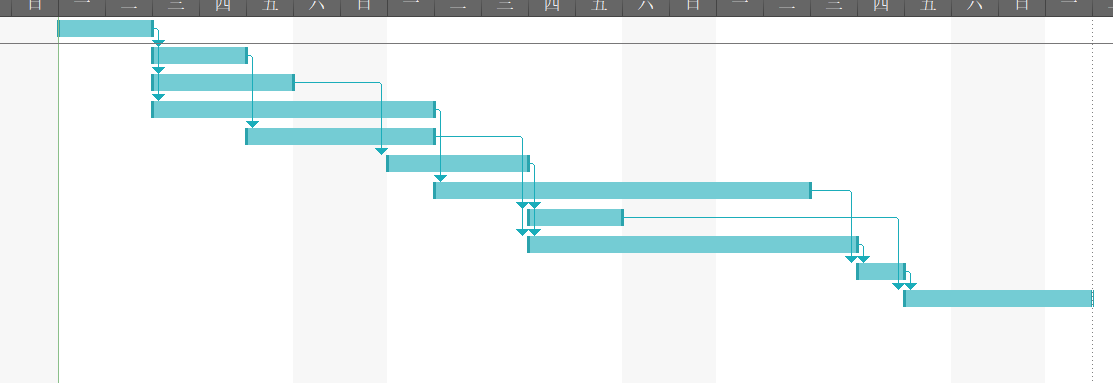 日 一 二 三 四 五 六 日 一 二 三 四 五 六 日 一 二 三 四 五 六 日 一